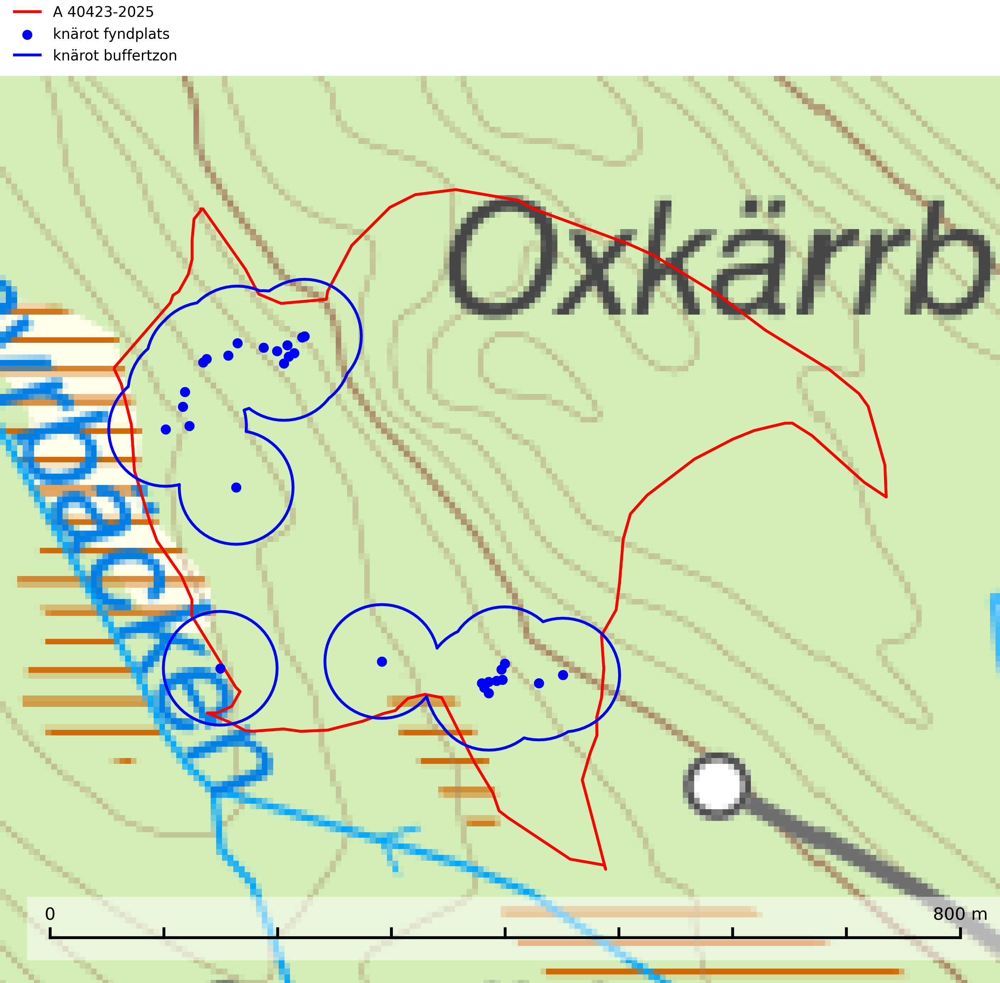 A 40423-2025
knärot fyndplats
knärot buffertzon
Oxkärrb
0
800 m